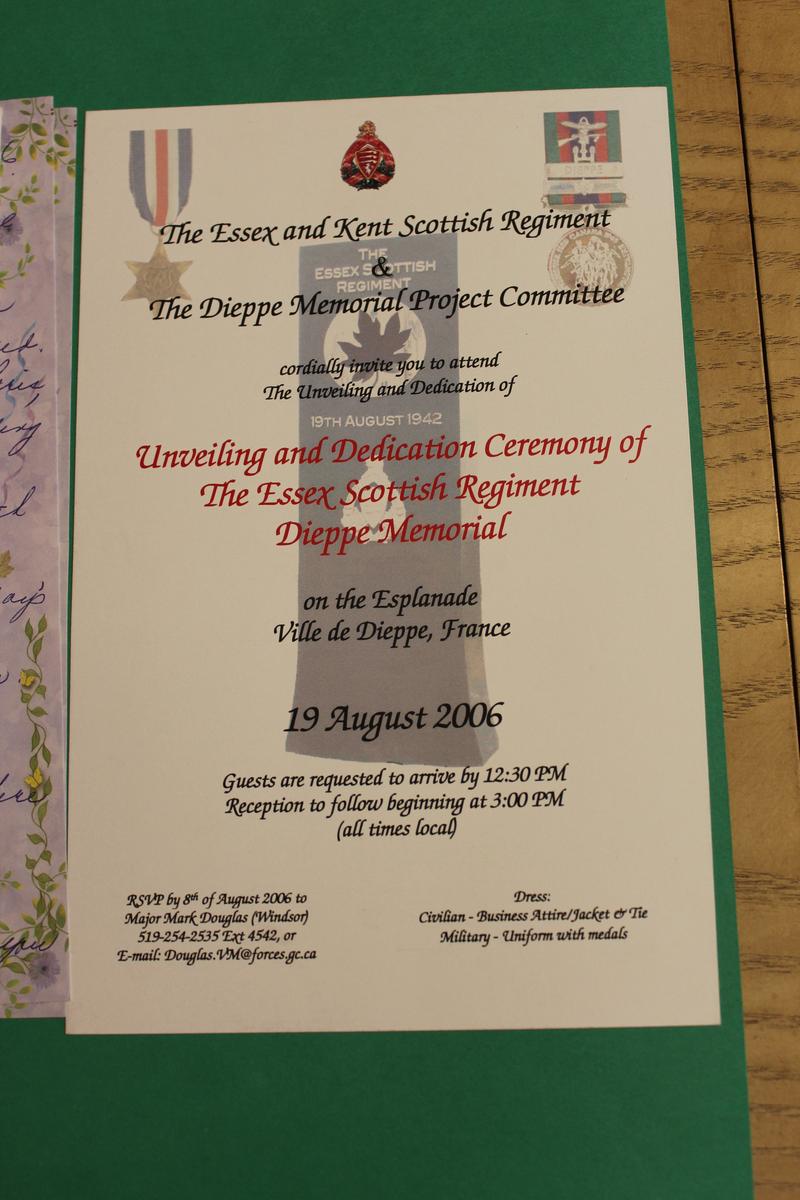 DIEPPE
The Essex and Kent Scottish Regiment
THE
ESSEX SCOTTISH
REGIMENT
&
The Dieppe Memorial Project Committee
cordially invite you to attend
The Unveiling and Dedication of
19TH AUGUST 1942
Unveiling and Dedication Ceremony of
The Essex Scottish Regiment
Dieppe Memorial
on the Esplanade
Ville de Dieppe, France
19 August 2006
Guests are requested to arrive by 12:30 PM
Reception to follow beginning at 3:00 PM
(all times local)
RSVP by 8th of August 2006 to
Major Mark Douglas (Windsor)
519-254-2535 Ext 4542, or
E-mail: Douglas.VM@forces.gc.ca
Dress:
Civilian - Business Attire/Jacket & Tie
Military - Uniform with medals